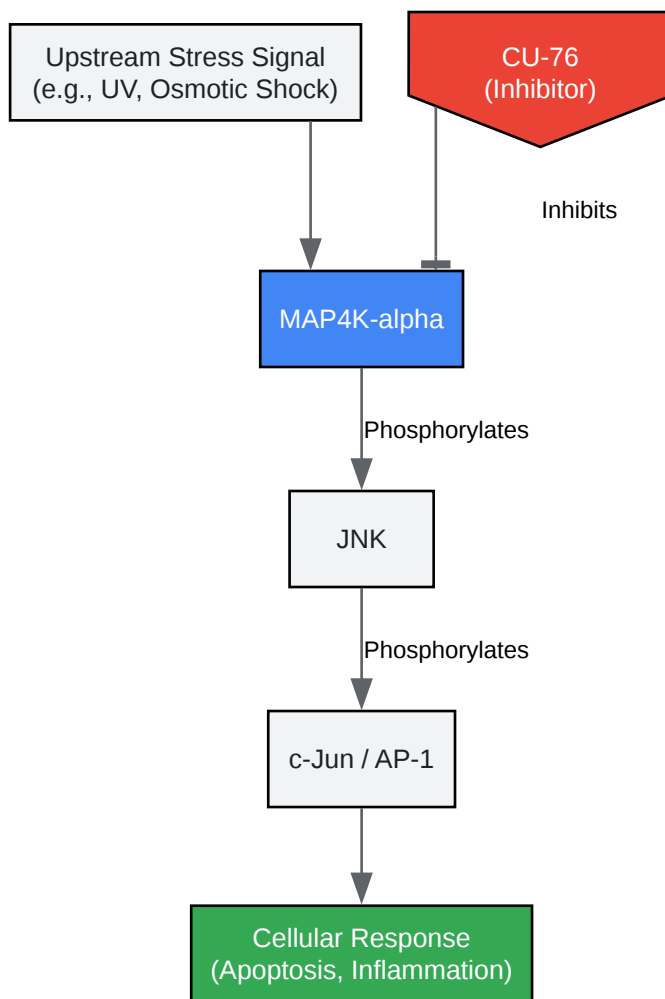 Upstream Stress Signal
(e.g., UV, Osmotic Shock)
CU-76
(Inhibitor)
Inhibits
MAP4K-alpha
Phosphorylates
JNK
Phosphorylates
c-Jun / AP-1
Cellular Response
(Apoptosis, Inflammation)